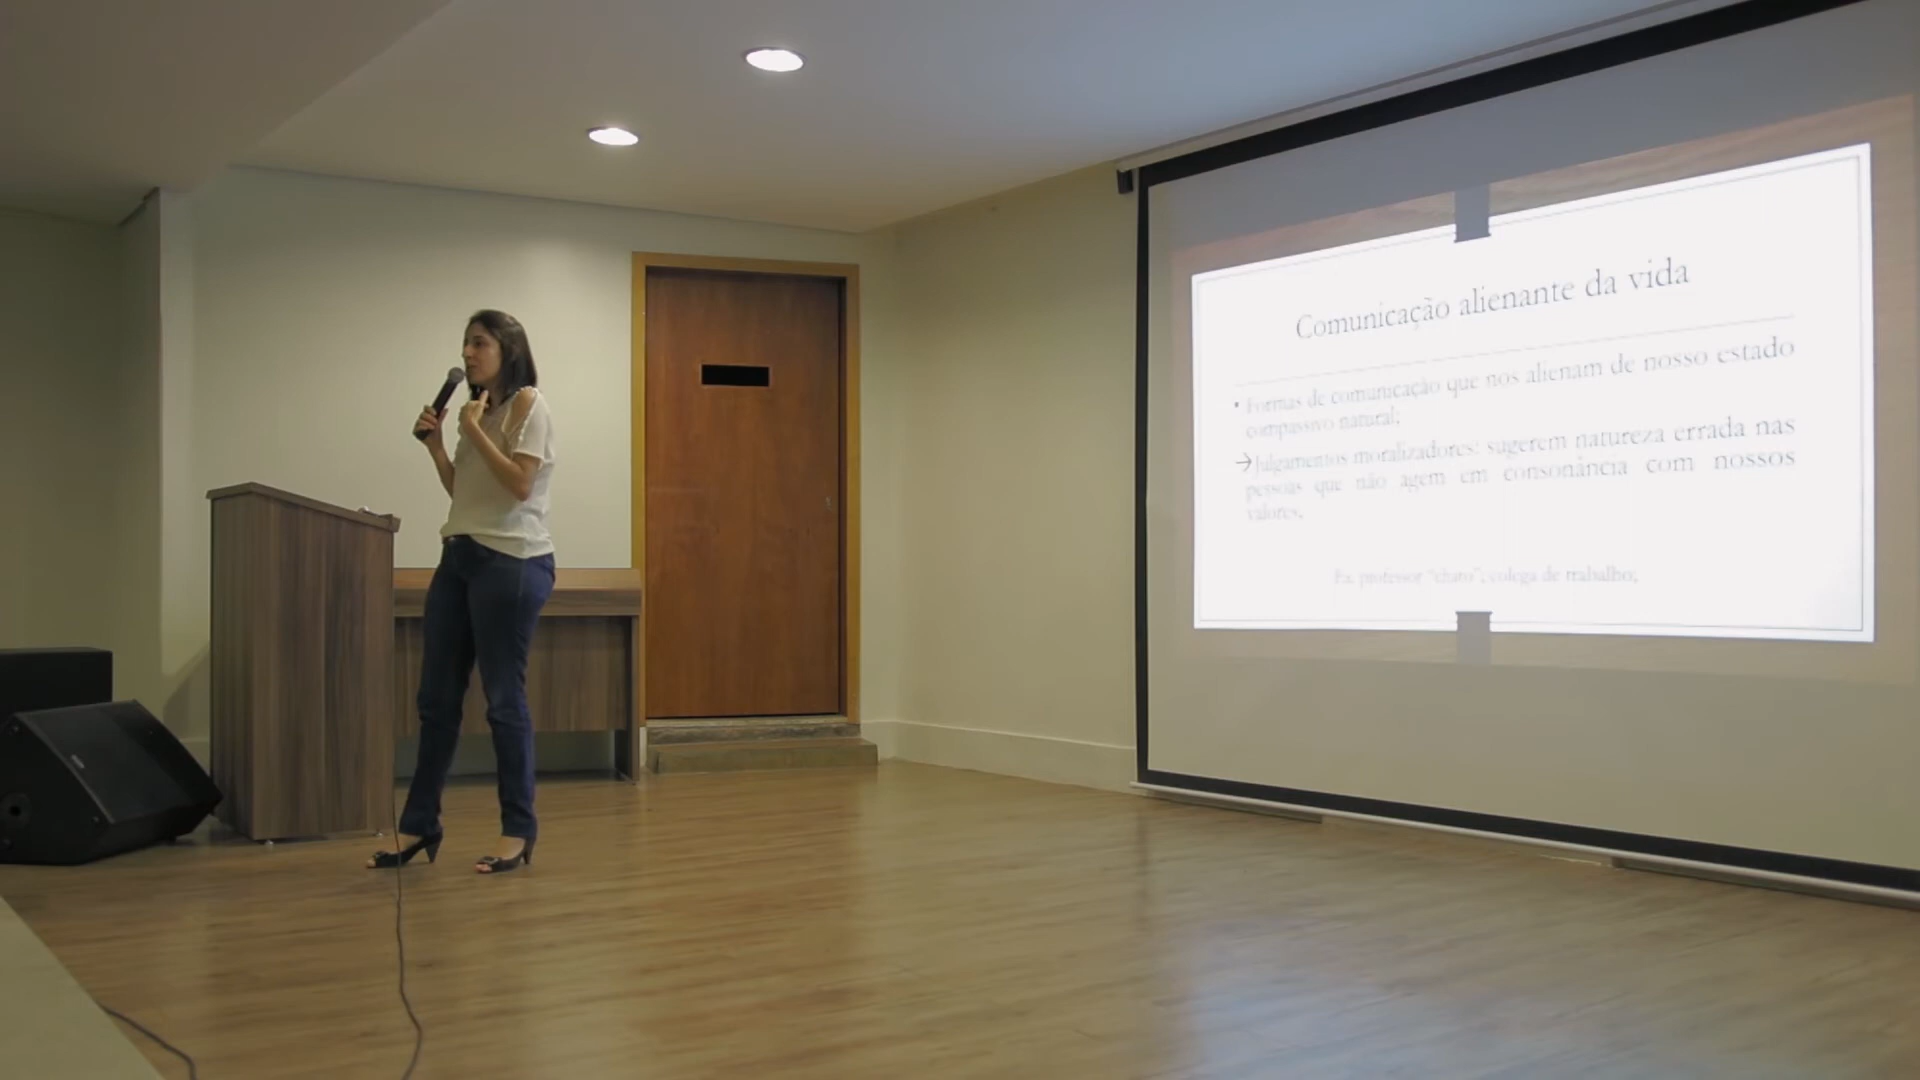 Comunicação alienante da vida
• Formas de comunicação que nos alienam de nosso estado
compassivo natural;
→Julgamentos moralizadores: sugerem natureza errada nas
pessoas que não agem em consonância com nossos
valores.
Ex. professor “chato”; colega de trabalho;